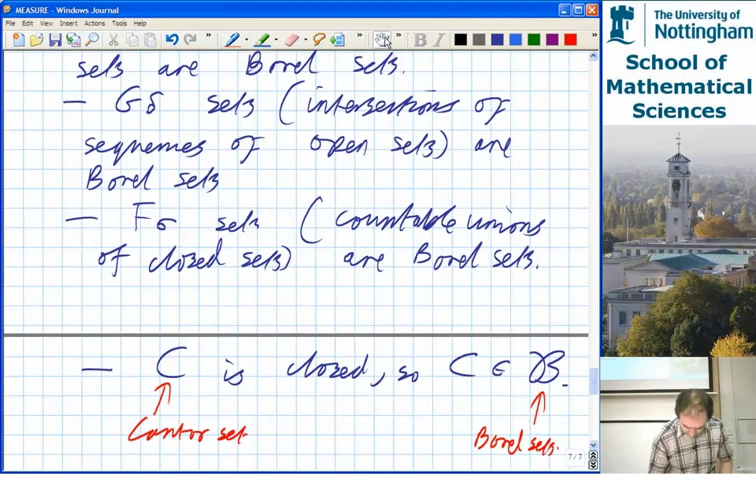 MEASURE - Windows Journal
File Edit View Insert Actions Tools Help
sets are Borel sets.
— Gδ sets (intersections of
sequences of open sets) are
Borel sets
— Fσ sets (countable unions
of closed sets) are Borel sets.
— C is closed, so C ∈ B.
Cantor set
Borel sets.
7/7
The University of
Nottingham
School of
Mathematical
Sciences